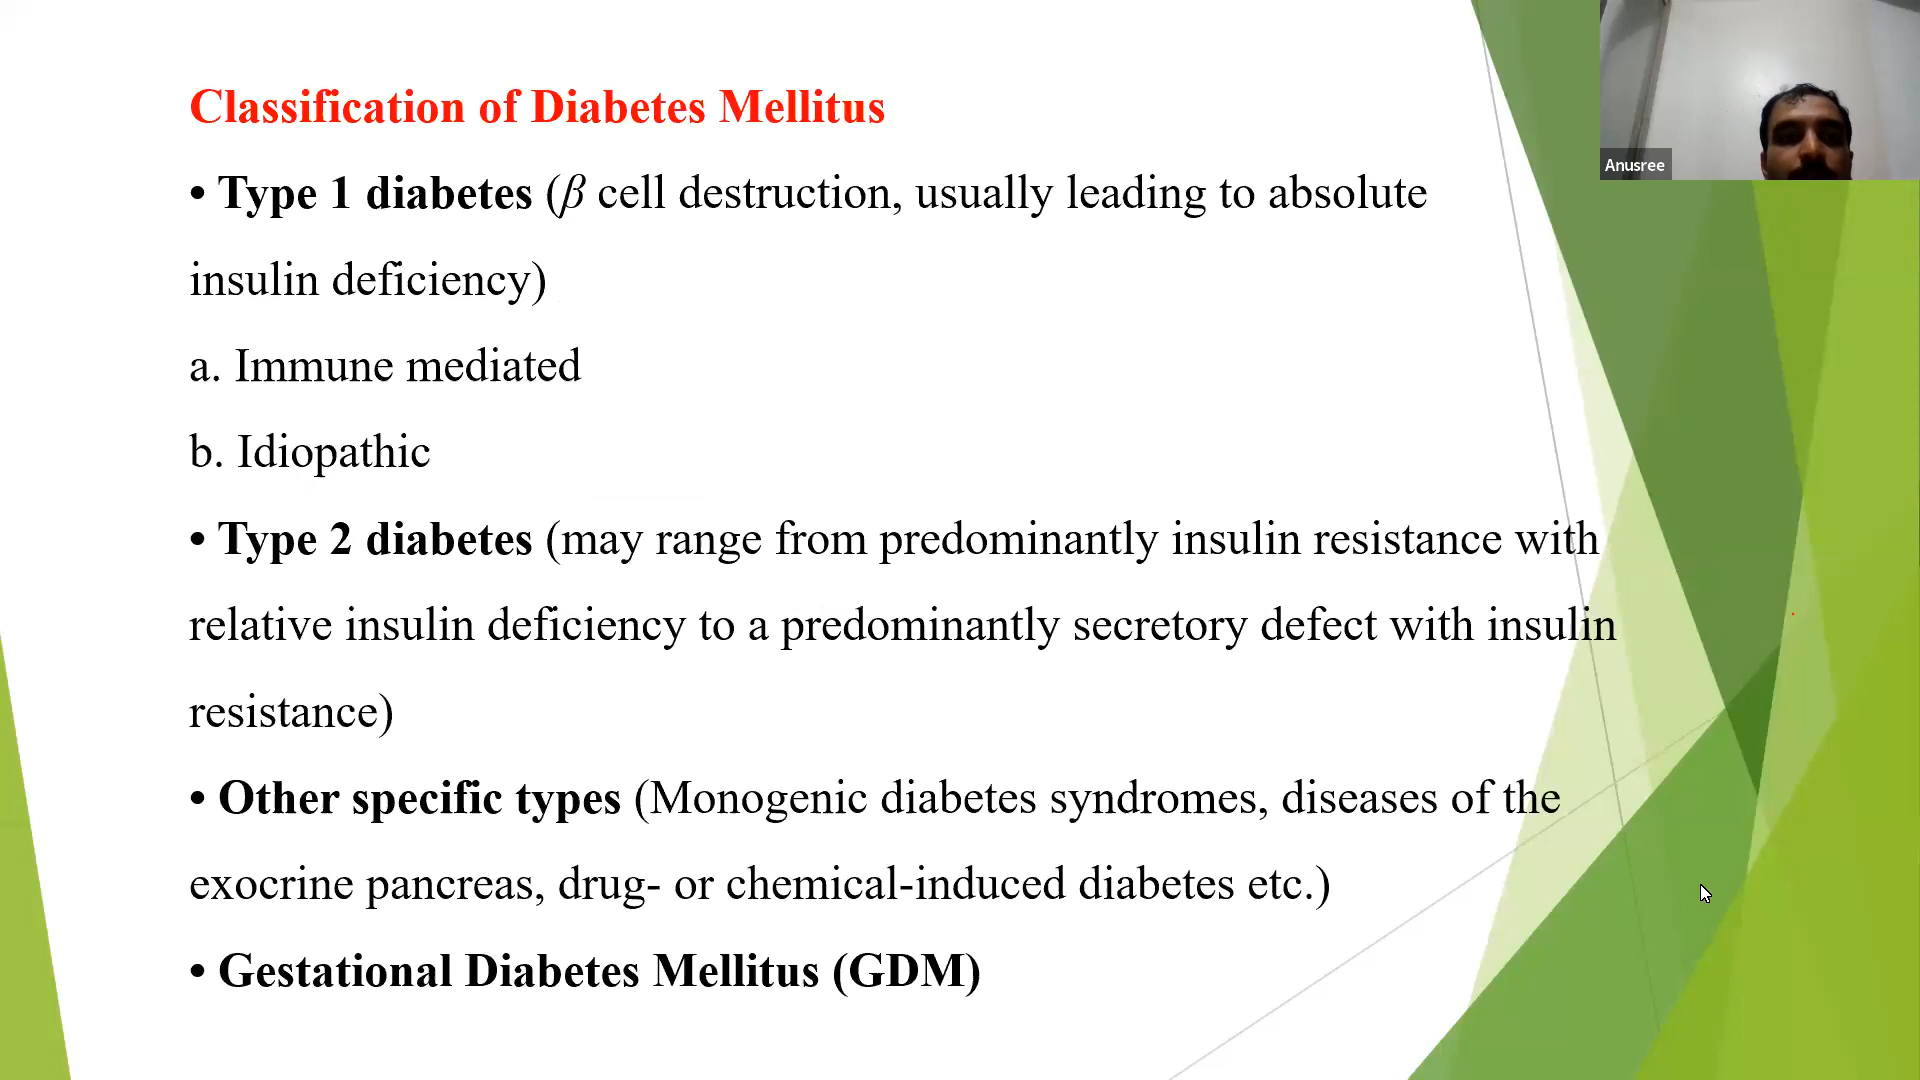 Classification of Diabetes Mellitus
Anusree
• Type 1 diabetes (β cell destruction, usually leading to absolute
insulin deficiency)
a. Immune mediated
b. Idiopathic
• Type 2 diabetes (may range from predominantly insulin resistance with
relative insulin deficiency to a predominantly secretory defect with insulin
resistance)
• Other specific types (Monogenic diabetes syndromes, diseases of the
exocrine pancreas, drug- or chemical-induced diabetes etc.)
• Gestational Diabetes Mellitus (GDM)